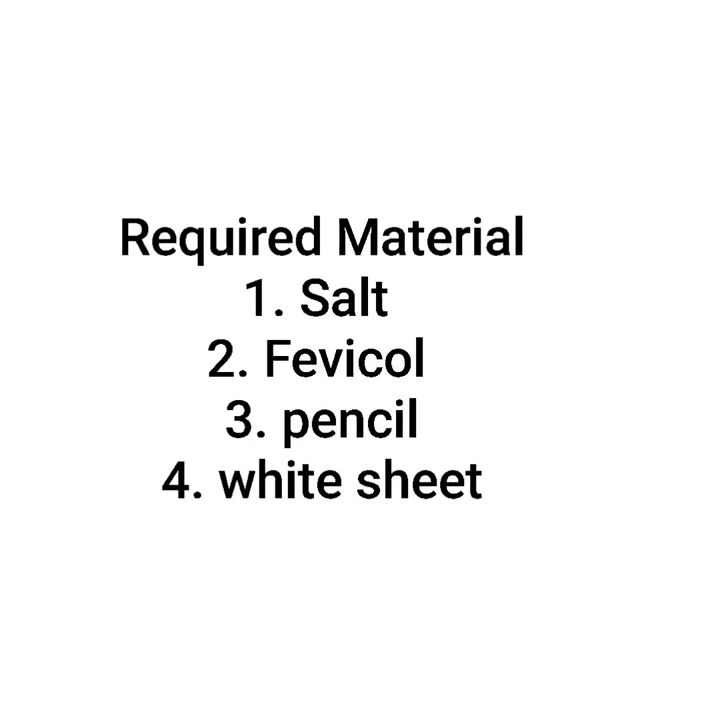 Required Material
1. Salt
2. Fevicol
3. pencil
4. white sheet